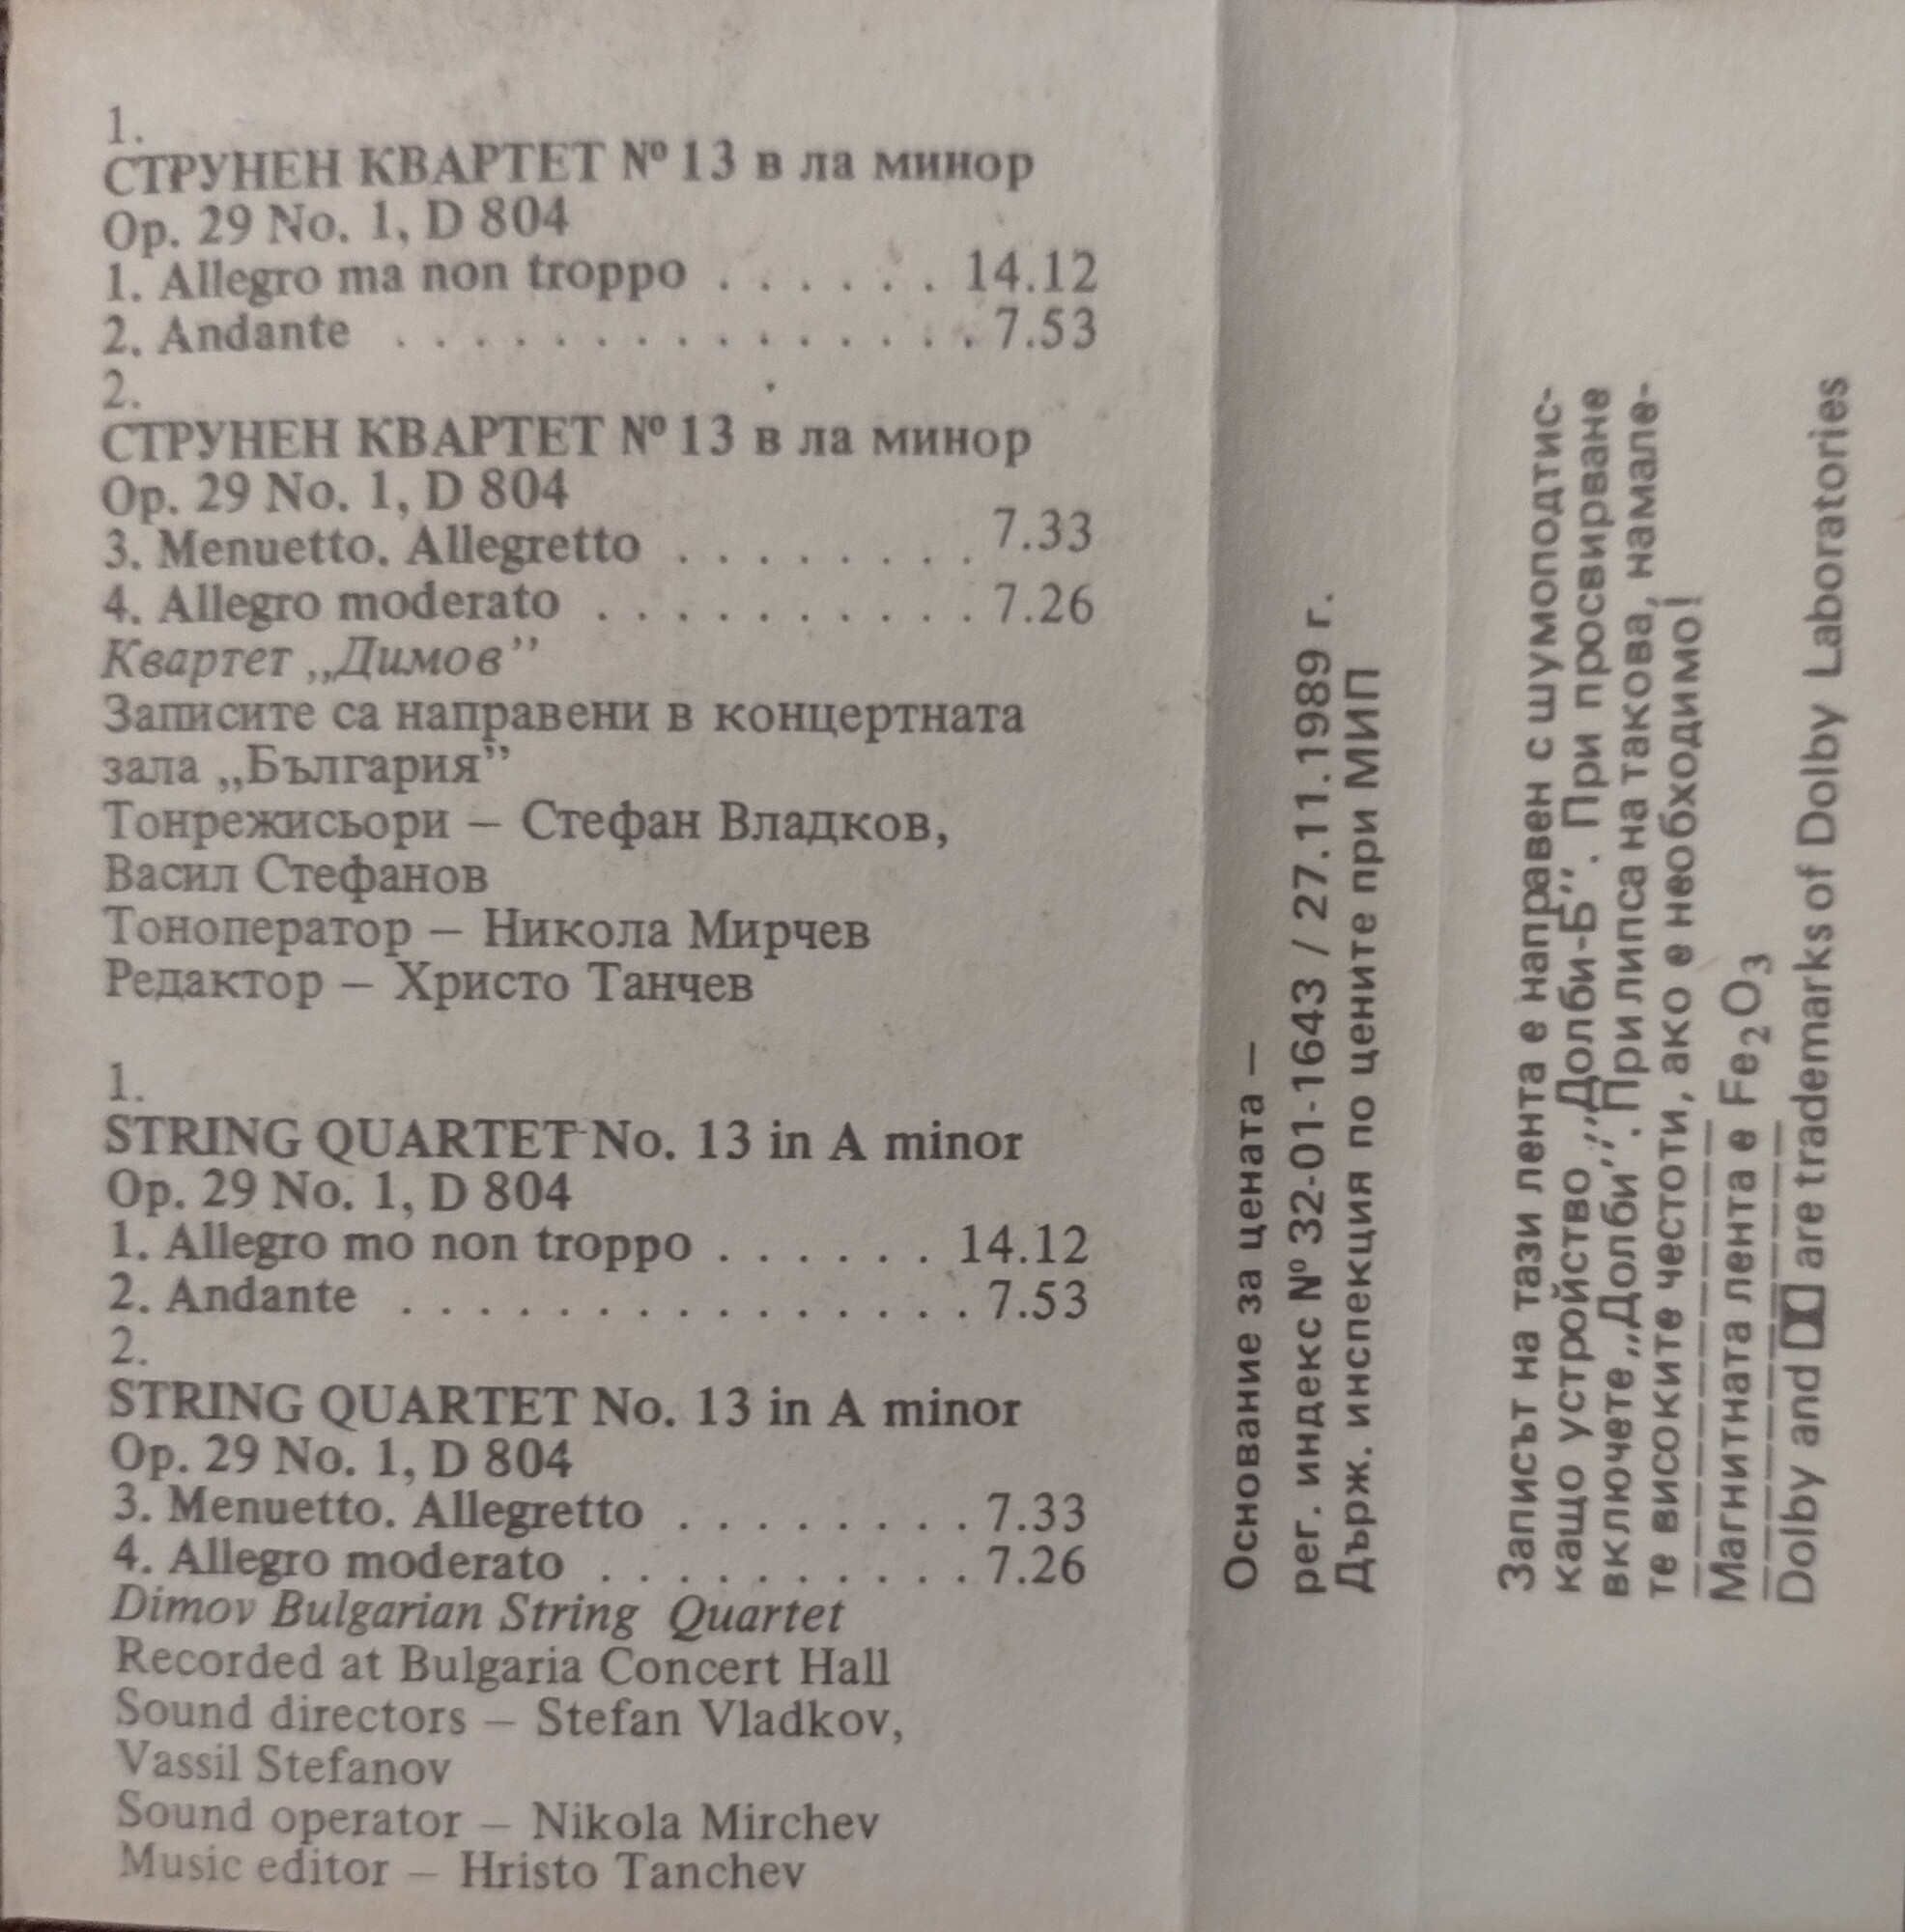 1.
СТРУНЕН КВАРТЕТ № 13 в ла минор
Op. 29 No. 1, D 804
1. Allegro ma non troppo . . . . . . 14.12
2. Andante . . . . . . . . . . . . . . . 7.53
2.
СТРУНЕН КВАРТЕТ № 13 в ла минор
Op. 29 No. 1, D 804
3. Menuetto. Allegretto . . . . . . . . 7.33
4. Allegro moderato . . . . . . . . . . 7.26
Квартет „Димов”
Записите са направени в концертната
зала „България”
Тонрежисьори – Стефан Владков,
Васил Стефанов
Тоноператор – Никола Мирчев
Редактор – Христо Танчев
1.
STRING QUARTET No. 13 in A minor
Op. 29 No. 1, D 804
1. Allegro mo non troppo . . . . . . 14.12
2. Andante . . . . . . . . . . . . . . . 7.53
2.
STRING QUARTET No. 13 in A minor
Op. 29 No. 1, D 804
3. Menuetto. Allegretto . . . . . . . . 7.33
4. Allegro moderato . . . . . . . . . . 7.26
Dimov Bulgarian String Quartet
Recorded at Bulgaria Concert Hall
Sound directors – Stefan Vladkov,
Vassil Stefanov
Sound operator – Nikola Mirchev
Music editor – Hristo Tanchev
Основание за цената –
рег. индекс № 32-01-1643 / 27.11.1989 г.
Държ. инспекция по цените при МИП
Записът на тази лента е направен с шумоподтис-
кащо устройство „Долби-Б”. При просвирване
включете „Долби”. При липса на такова, намале-
те високите честоти, ако е необходимо!
Магнитната лента е Fe₂O₃
Dolby and are trademarks of Dolby Laboratories